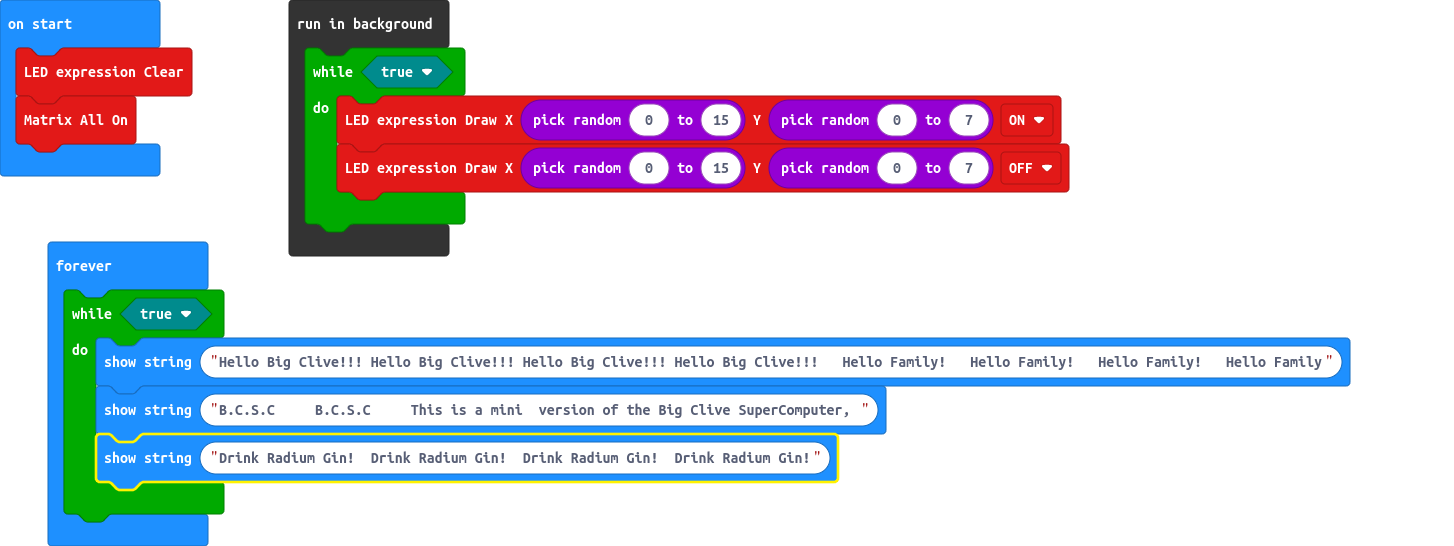 on start
LED expression Clear
Matrix All On
run in background
while true
do
LED expression Draw X pick random 0 to 15 Y pick random 0 to 7 ON
LED expression Draw X pick random 0 to 15 Y pick random 0 to 7 OFF
forever
while true
do
show string "Hello Big Clive!!! Hello Big Clive!!! Hello Big Clive!!! Hello Big Clive!!!   Hello Family!   Hello Family!   Hello Family!   Hello Family"
show string "B.C.S.C     B.C.S.C     This is a mini  version of the Big Clive SuperComputer, "
show string "Drink Radium Gin!  Drink Radium Gin!  Drink Radium Gin!  Drink Radium Gin!"